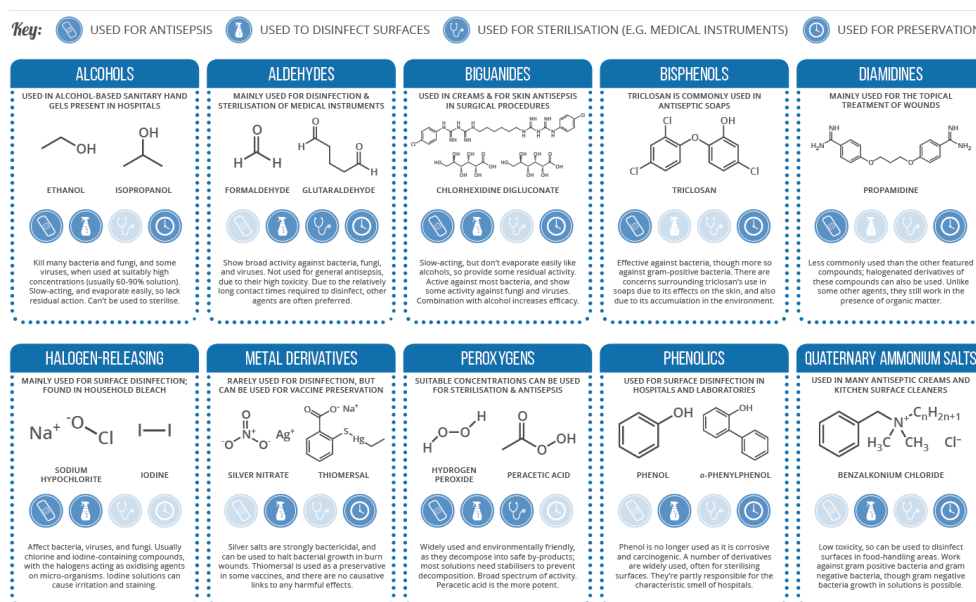 Key: USED FOR ANTISEPSIS USED TO DISINFECT SURFACES USED FOR STERILISATION (E.G. MEDICAL INSTRUMENTS) USED FOR PRESERVATION
ALCOHOLS
USED IN ALCOHOL-BASED SANITARY HAND
GELS PRESENT IN HOSPITALS
OH
OH
ETHANOL ISOPROPANOL
Kill many bacteria and fungi, and some
viruses, when used at suitably high
concentrations (usually 60-90% solution).
Slow-acting, and evaporate easily, so lack
residual action. Can't be used to sterilise.
ALDEHYDES
MAINLY USED FOR DISINFECTION &
STERILISATION OF MEDICAL INSTRUMENTS
O
H H
O
H
O
H
FORMALDEHYDE GLUTARALDEHYDE
Show broad activity against bacteria, fungi,
and viruses. Not used for general antisepsis,
due to their high toxicity. Due to the relatively
long contact times required to disinfect, other
agents are often preferred.
BIGUANIDES
USED IN CREAMS & FOR SKIN ANTISEPSIS
IN SURGICAL PROCEDURES
CHLORHEXIDINE DIGLUCONATE
Slow-acting, but don't evaporate easily like
alcohols, so provide some residual activity.
Active against most bacteria, and show
some activity against fungi and viruses.
Combination with alcohol increases efficacy.
BISPHENOLS
TRICLOSAN IS COMMONLY USED IN
ANTISEPTIC SOAPS
Cl OH
O
Cl Cl
TRICLOSAN
Effective against bacteria, though more so
against gram-positive bacteria. There are
concerns surrounding triclosan's use in
soaps due to its effects on the skin, and also
due to its accumulation in the environment.
DIAMIDINES
MAINLY USED FOR THE TOPICAL
TREATMENT OF WOUNDS
NH NH
H₂N NH₂
O O
PROPAMIDINE
Less commonly used than the other featured
compounds; halogenated derivatives of
these compounds can also be used. Unlike
some other agents, they still work in the
presence of organic matter.
HALOGEN-RELEASING
MAINLY USED FOR SURFACE DISINFECTION;
FOUND IN HOUSEHOLD BLEACH
Na⁺ ⁻O Cl I I
SODIUM
HYPOCHLORITE IODINE
Affect bacteria, viruses, and fungi. Usually
chlorine and iodine-containing compounds,
with the halogens acting as oxidising agents
on micro-organisms. Iodine solutions can
cause irritation and staining.
METAL DERIVATIVES
RARELY USED FOR DISINFECTION, BUT
CAN BE USED FOR VACCINE PRESERVATION
O
N⁺
⁻O O⁻ Ag⁺
O O⁻ Na⁺
S Hg
SILVER NITRATE THIOMERSAL
Silver salts are strongly bactericidal, and
can be used to halt bacterial growth in burn
wounds. Thiomersal is used as a preservative
in some vaccines, and there are no causative
links to any harmful effects.
PEROXYGENS
SUITABLE CONCENTRATIONS CAN BE USED
FOR STERILISATION & ANTISEPSIS
H
O O
H
O
O OH
HYDROGEN
PEROXIDE PERACETIC ACID
Widely used and environmentally friendly,
as they decompose into safe by-products;
most solutions need stabilisers to prevent
decomposition. Broad spectrum of activity.
Peracetic acid is the more potent.
PHENOLICS
USED FOR SURFACE DISINFECTION IN
HOSPITALS AND LABORATORIES
OH
OH
PHENOL o-PHENYLPHENOL
Phenol is no longer used as it is corrosive
and carcinogenic. A number of derivatives
are widely used, often for sterilising
surfaces. They're partly responsible for the
characteristic smell of hospitals.
QUATERNARY AMMONIUM SALTS
USED IN MANY ANTISEPTIC CREAMS AND
KITCHEN SURFACE CLEANERS
N⁺ CₙH₂ₙ₊₁
H₃C CH₃ Cl⁻
BENZALKONIUM CHLORIDE
Low toxicity, so can be used to disinfect
surfaces in food-handling areas. Work
against gram positive bacteria and gram
negative bacteria, though gram negative
bacteria growth in solutions is possible.